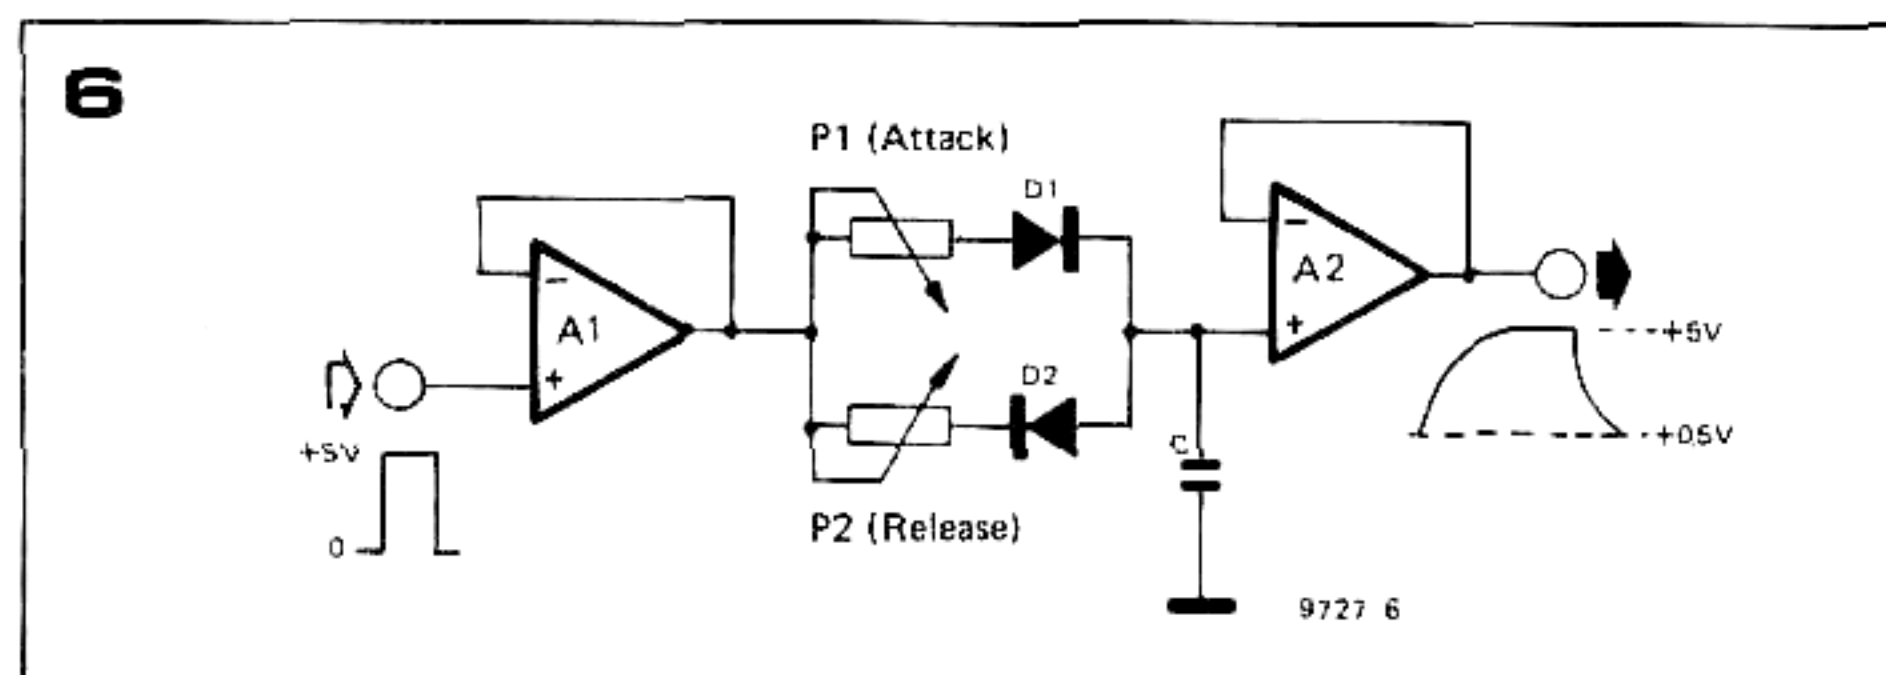 6
P1 (Attack)
D1
−
A1
+
−
A2
+
+5V
0
D2
P2 (Release)
C
+5V
+0.5V
9727 6